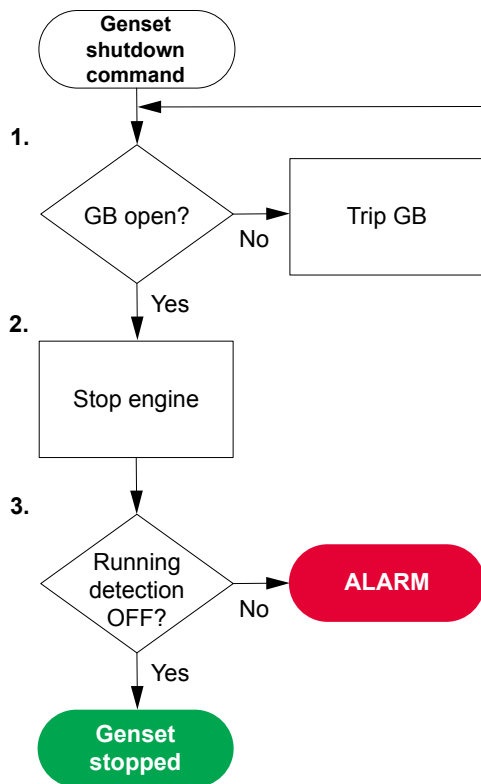 Genset
shutdown
command
1.
GB open?
No
Trip GB
Yes
2.
Stop engine
3.
Running
detection
OFF?
No
ALARM
Yes
Genset
stopped